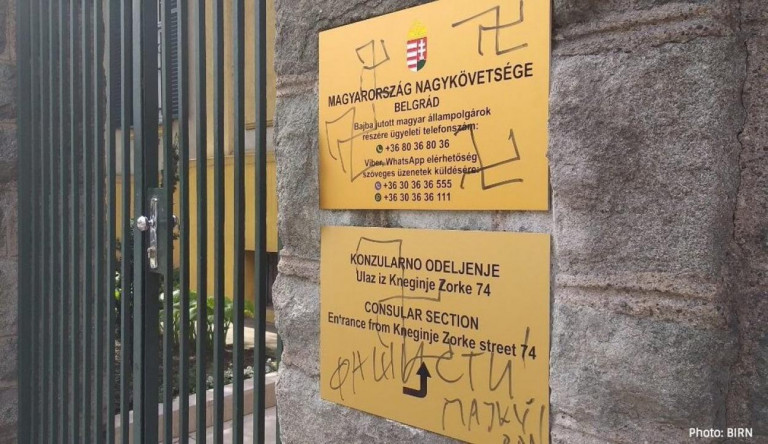 MAGYARORSZÁG NAGYKÖVETSÉGE
BELGRÁD
Bajba jutott magyar állampolgárok
részére ügyeleti telefonszám:
+36 80 36 80 36
Viber, WhatsApp elérhetőség
szöveges üzenetek küldésére:
+36 30 36 36 555
+36 30 36 36 111
KONZULARNO ODELJENJE
Ulaz iz Kneginje Zorke 74
CONSULAR SECTION
Entrance from Kneginje Zorke street 74
МАЈКУ
Photo: BIRN